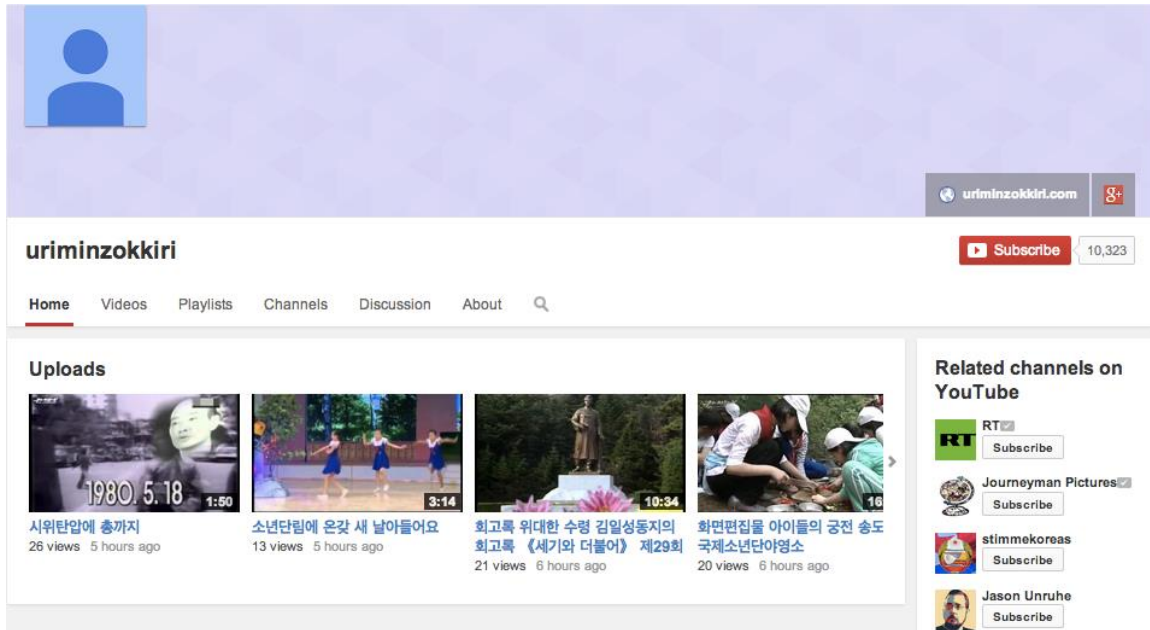 uriminzokkiri.com
uriminzokkiri
Subscribe
10,323
Home
Videos
Playlists
Channels
Discussion
About
Uploads
1980. 5. 18
1:50
시위탄압에 총까지
26 views 5 hours ago
3:14
소년단림에 온갖 새 날아들어요
13 views 5 hours ago
10:34
회고록 위대한 수령 김일성동지의
회고록 《세기와 더불어》 제29회
21 views 6 hours ago
16
화면편집물 아이들의 궁전 송도
국제소년단야영소
20 views 6 hours ago
Related channels on
YouTube
RT
RT
Subscribe
Journeyman Pictures
Subscribe
stimmekoreas
Subscribe
Jason Unruhe
Subscribe